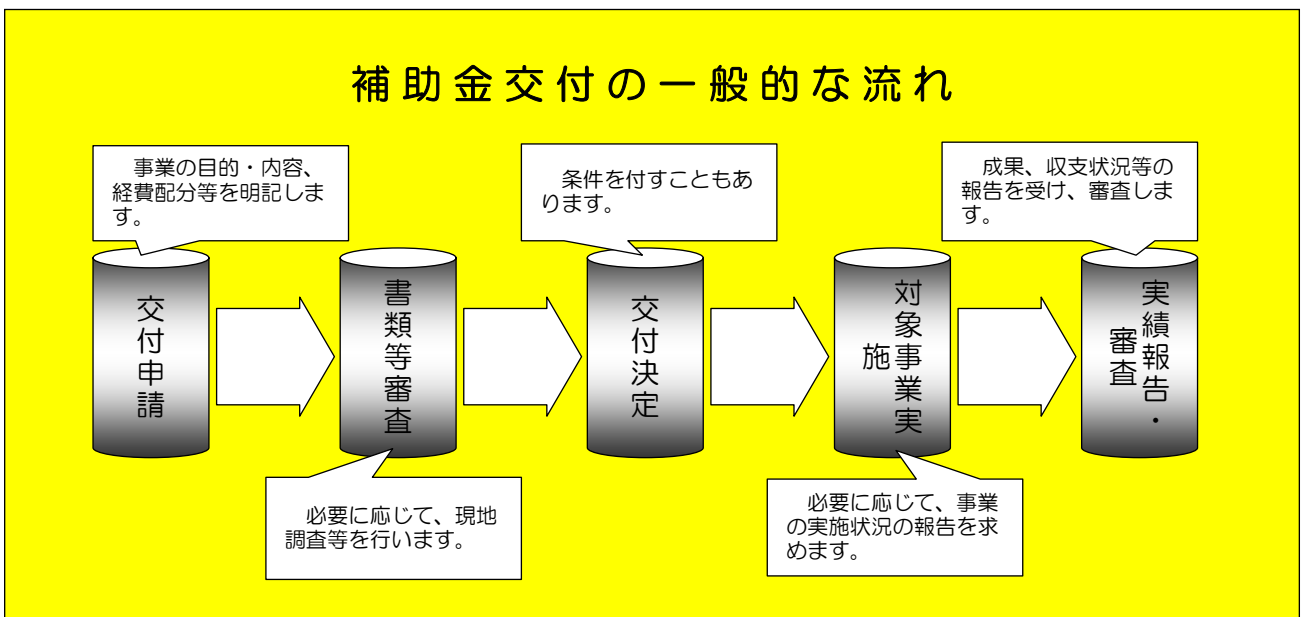 補助金交付の一般的な流れ
事業の目的・内容、
経費配分等を明記しま
す。
条件を付すこともあ
ります。
成果、収支状況等の
報告を受け、審査しま
す。
交付申請
書類等審査
交付決定
対象事業実
施
実績報告・
審査
必要に応じて、現地
調査等を行います。
必要に応じて、事業
の実施状況の報告を求
めます。